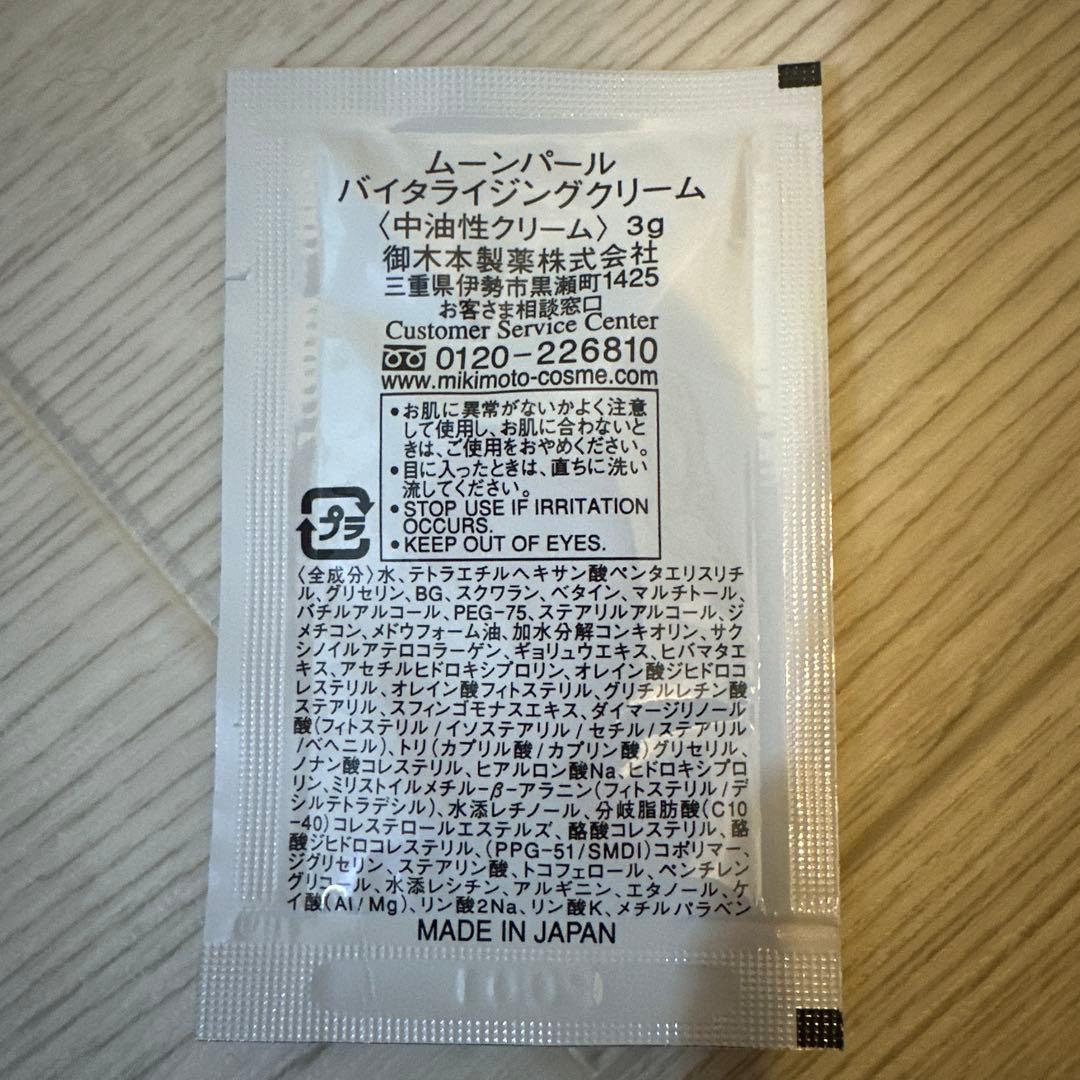 ムーンパール
バイタライジングクリーム
〈中油性クリーム〉 3g
御木本製薬株式会社
三重県伊勢市黒瀬町1425
お客さま相談窓口
Customer Service Center
0120-226810
www.mikimoto-cosme.com
•お肌に異常がないかよく注意
して使用し、お肌に合わないと
きは、ご使用をおやめください。
•目に入ったときは、直ちに洗い
流してください。
•STOP USE IF IRRITATION
OCCURS.
•KEEP OUT OF EYES.
プラ
〈全成分〉水、テトラエチルヘキサン酸ペンタエリスリチ
ル、グリセリン、BG、スクワラン、ベタイン、マルチトール、
バチルアルコール、PEG-75、ステアリルアルコール、ジ
メチコン、メドウフォーム油、加水分解コンキオリン、サク
シノイルアテロコラーゲン、ギョリュウエキス、ヒバマタエ
キス、アセチルヒドロキシプロリン、オレイン酸ジヒドロコ
レステリル、オレイン酸フィトステリル、グリチルレチン酸
ステアリル、スフィンゴモナスエキス、ダイマージリノール
酸(フィトステリル/イソステアリル/セチル/ステアリル
/ベヘニル)、トリ(カプリル酸/カプリン酸)グリセリル、
ノナン酸コレステリル、ヒアルロン酸Na、ヒドロキシプロ
リン、ミリストイルメチル-β-アラニン(フィトステリル/デ
シルテトラデシル)、水添レチノール、分岐脂肪酸(C10
-40)コレステロールエステルズ、酪酸コレステリル、酪
酸ジヒドロコレステリル、(PPG-51/SMDI)コポリマー、
ジグリセリン、ステアリン酸、トコフェロール、ペンチレン
グリコール、水添レシチン、アルギニン、エタノール、ケ
イ酸(Al/Mg)、リン酸2Na、リン酸K、メチルパラベン
MADE IN JAPAN